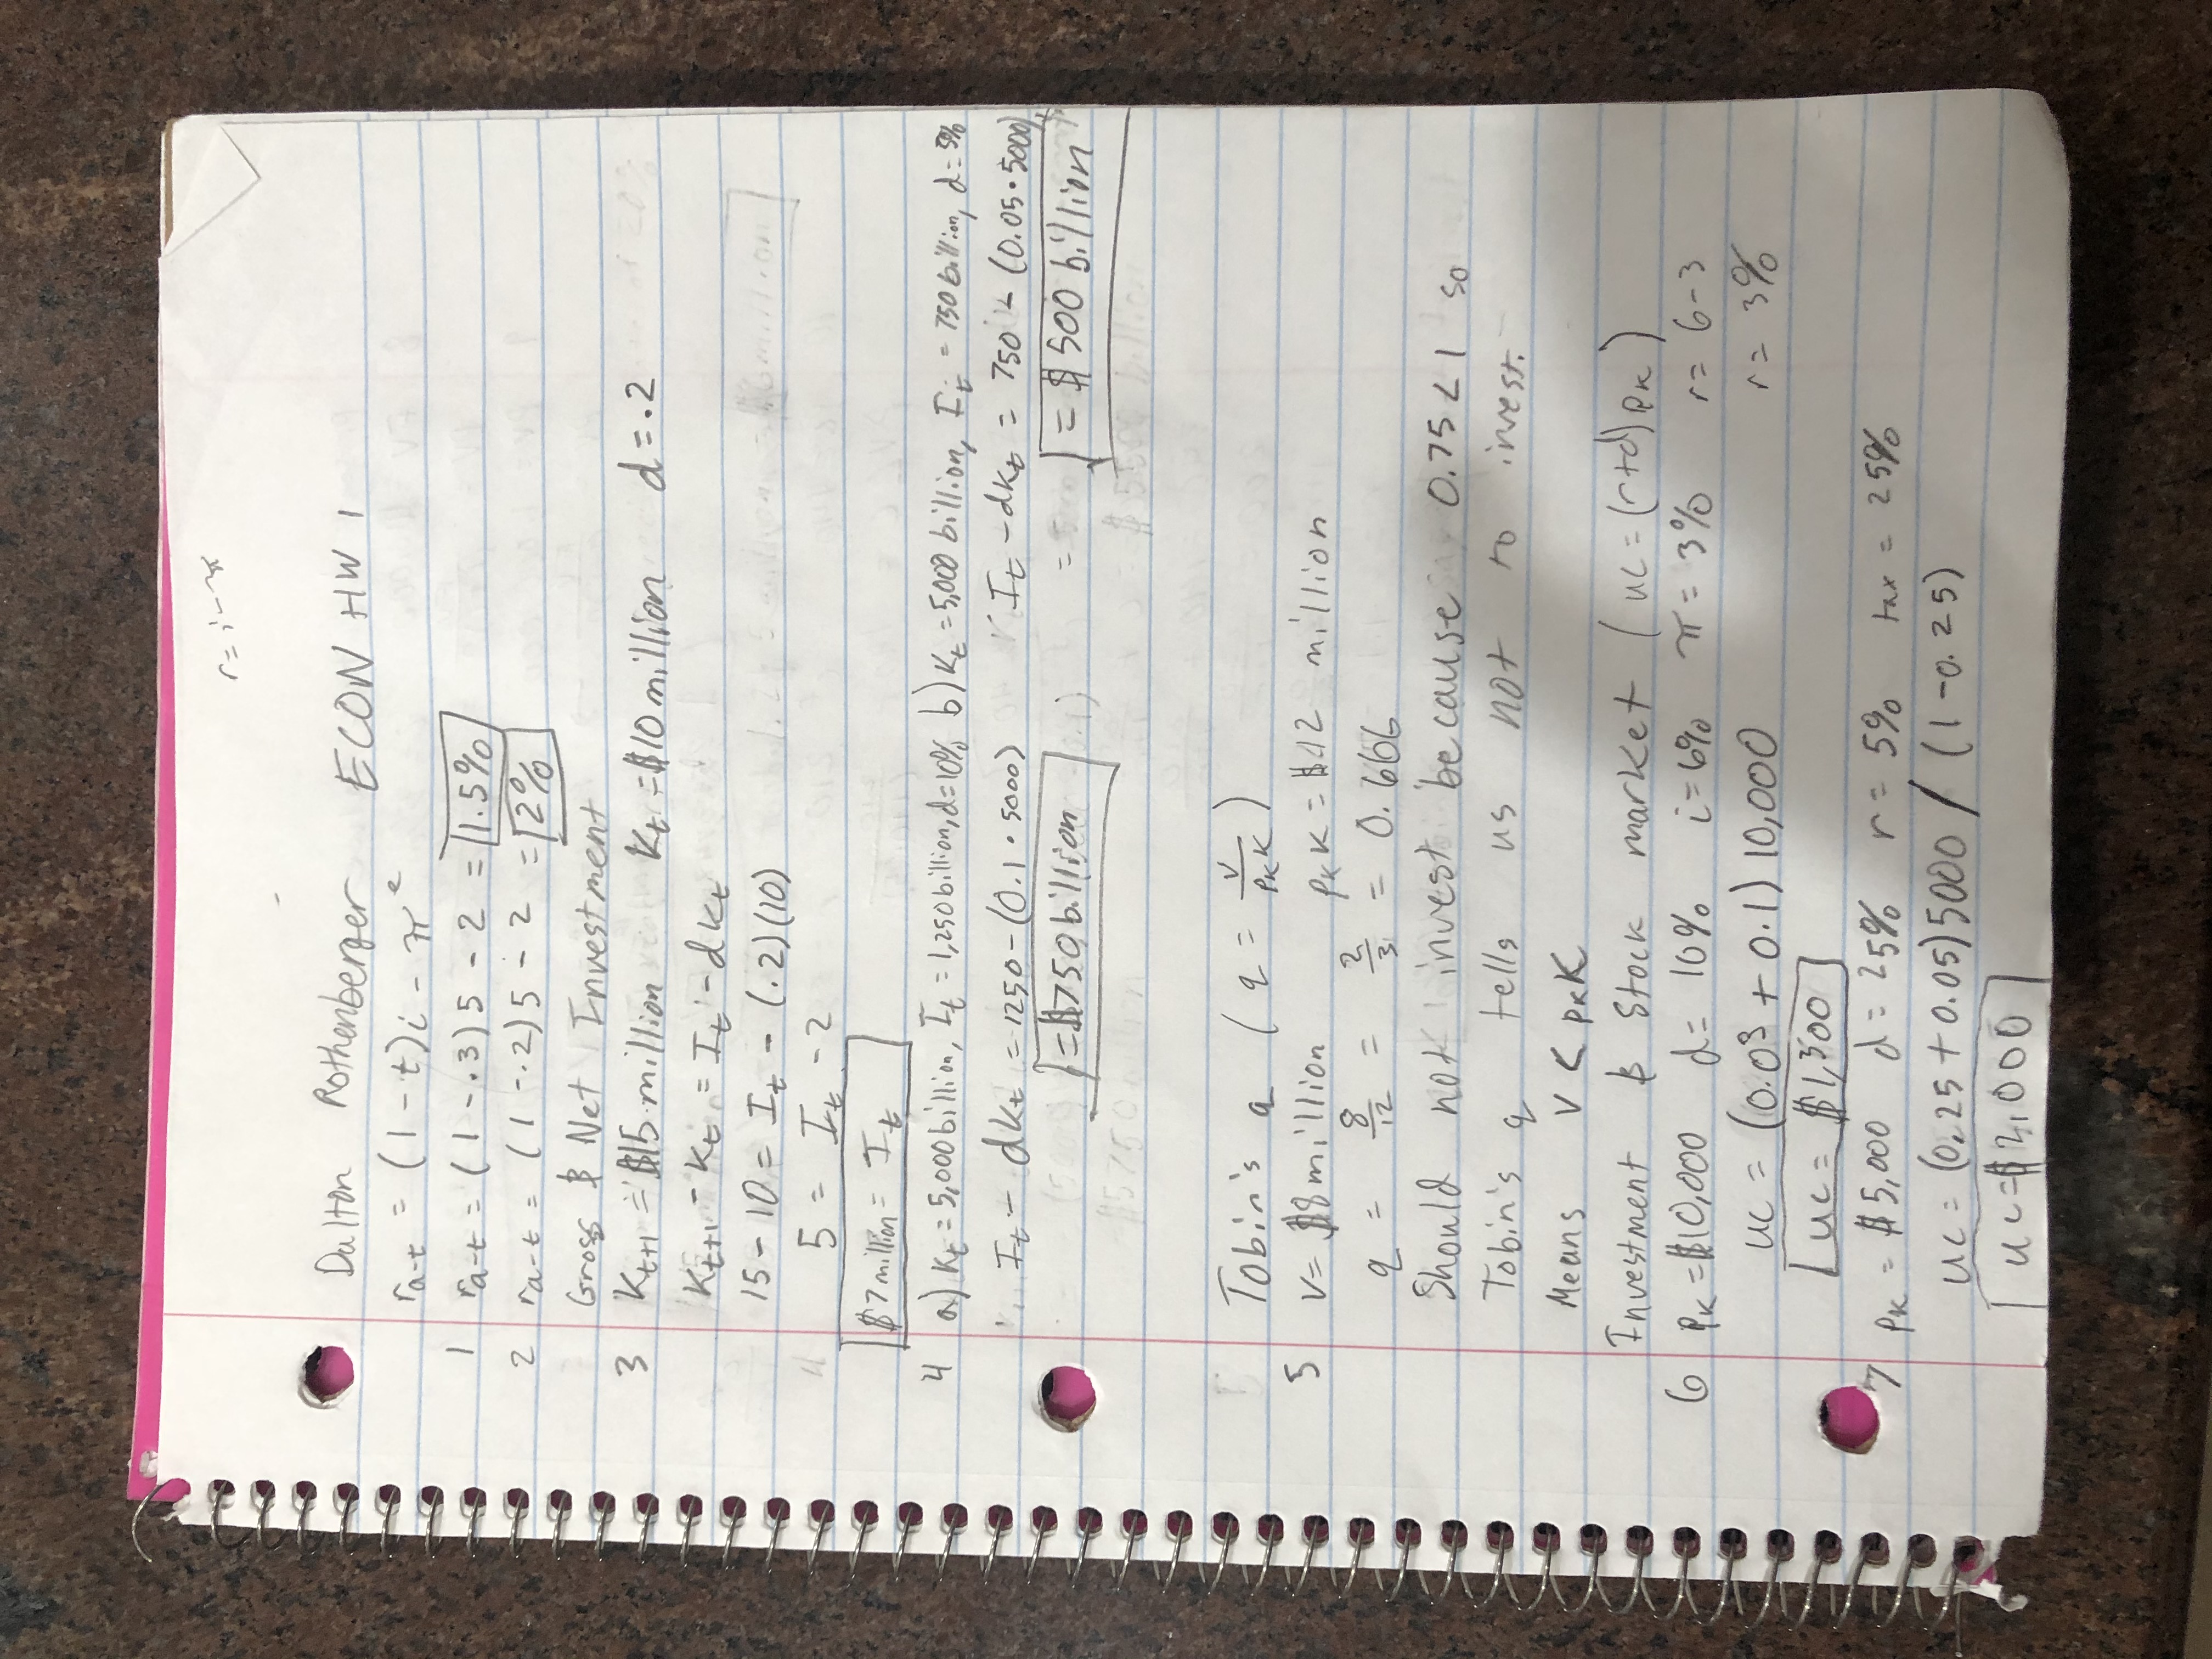 r = i - π
Dalton Rothenberger ECON HW 1
r_{a-t} = (1 - t)i - π^e
1 r_{a-t} = (1 - .3) 5 - 2 = 1.5%
2 r_{a-t} = (1 - .2) 5 - 2 = 2%
Gross & Net Investment
3 K_{t+1} = $15 million K_t = $10 million d = .2
K_{t+1} - K_t = I_t - dK_t
15 - 10 = I_t - (.2)(10)
5 = I_t - 2
$7 million = I_t
4 a) K_t = 5,000 billion, I_t = 1,250 billion, d = 10% b) K_t = 5,000 billion, I_t = 750 billion, d = 5%
I_t - dK_t = 1250 - (0.1 · 5000) I_t - dK_t = 750 - (0.05 · 5000)
= $750 billion = = $500 billion
Tobin's q ( q = V / p_K K )
5 V = $8 million p_K K = $12 million
q = 8/12 = 2/3 = 0.666
Should not invest because 0.75 < 1 so
Tobin's q tells us not to invest.
Means V < p_K K
Investment & Stock market ( uc = (r+d) p_K )
6 p_K = $10,000 d = 10% i = 6% π = 3% r = 6-3
uc = (0.03 + 0.1) 10,000 r = 3%
uc = $1,300
7 p_K = $5,000 d = 25% r = 5% tax = 25%
uc = (0.25 + 0.05) 5000 / (1 - 0.25)
uc = $2,000